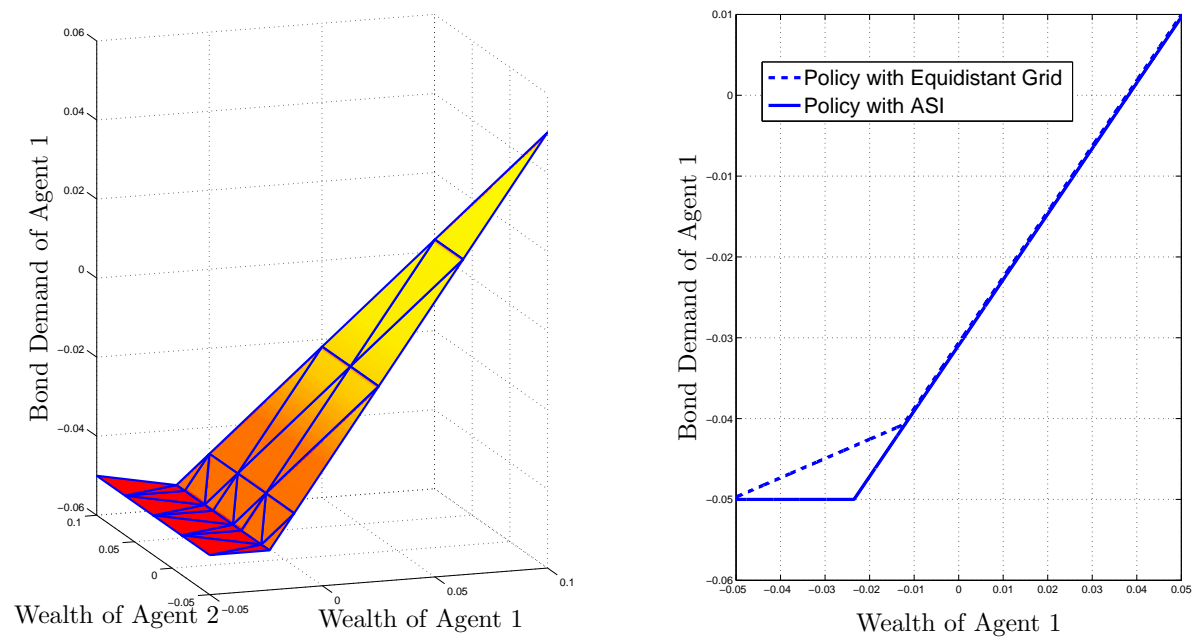 0.06
0.04
0.02
0
−0.02
−0.04
−0.06
Bond Demand of Agent 1
0.1
0.05
0
−0.05
Wealth of Agent 2
−0.05
0
0.05
0.1
Wealth of Agent 1
Policy with Equidistant Grid
Policy with ASI
0.01
0
−0.01
−0.02
−0.03
−0.04
−0.05
−0.06
Bond Demand of Agent 1
−0.05 −0.04 −0.03 −0.02 −0.01 0 0.01 0.02 0.03 0.04 0.05
Wealth of Agent 1